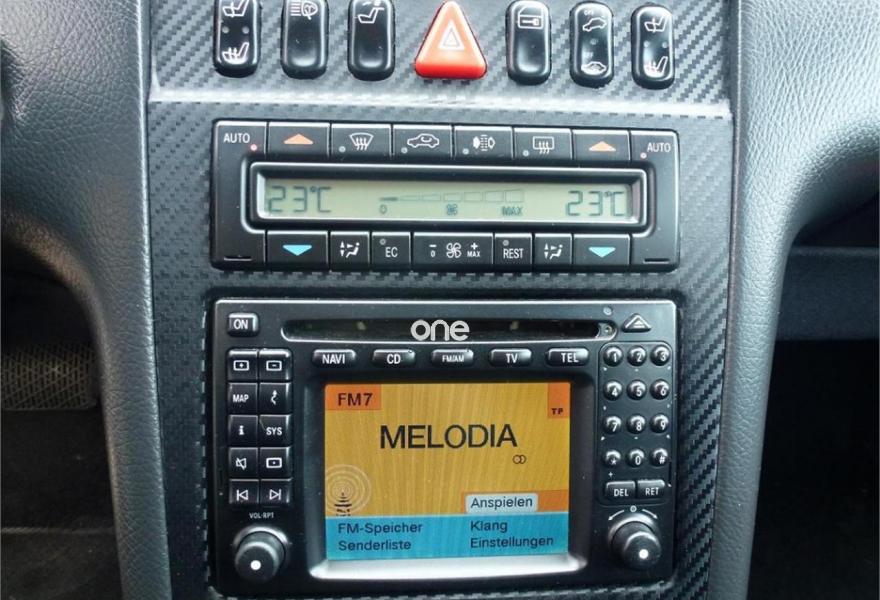 OFF
AUTO AUTO
23°C 0 MAX 23°C
EC - 0 + MAX REST
ON one
NAVI CD FM/AM TV TEL
1 2 3
MAP 4 5 6
i SYS 7 8 9
* 0 #
+
DEL RET
VOL·RPT
FM7
TP
MELODIA
Anspielen
FM-Speicher Klang
Senderliste Einstellungen